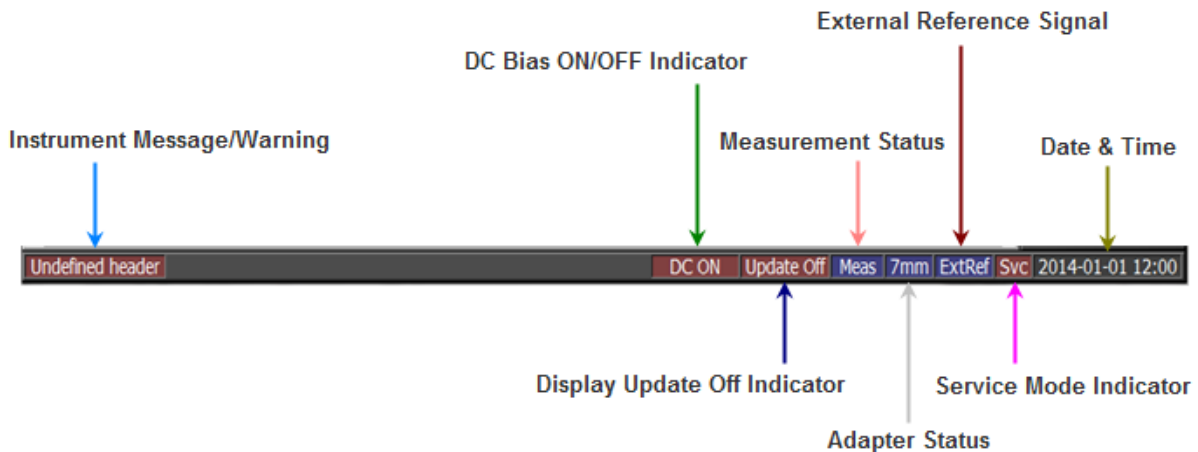 External Reference Signal
DC Bias ON/OFF Indicator
Instrument Message/Warning
Measurement Status
Date & Time
Undefined header DC ON Update Off Meas 7mm ExtRef Svc 2014-01-01 12:00
Display Update Off Indicator
Service Mode Indicator
Adapter Status